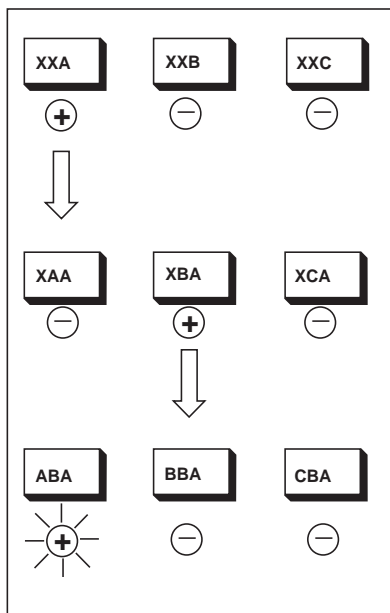 XXA XXB XXC
+ − −
XAA XBA XCA
− + −
ABA BBA CBA
+ − −